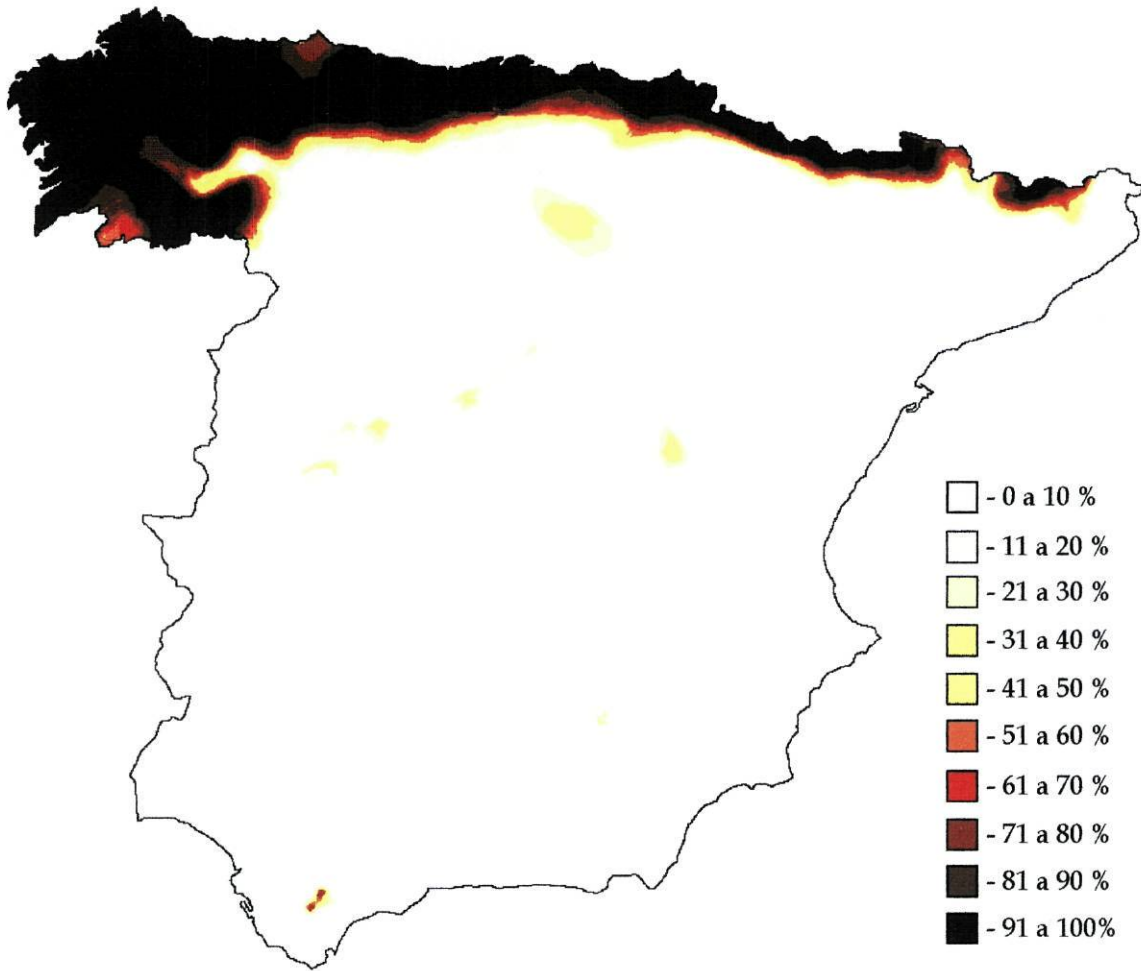 - 0 a 10 %
- 11 a 20 %
- 21 a 30 %
- 31 a 40 %
- 41 a 50 %
- 51 a 60 %
- 61 a 70 %
- 71 a 80 %
- 81 a 90 %
- 91 a 100%